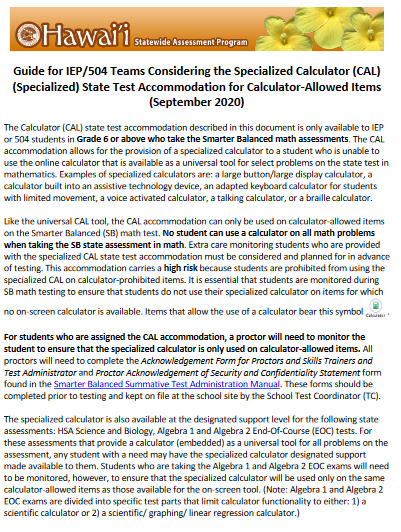 Hawai'i Statewide Assessment Program
Guide for IEP/504 Teams Considering the Specialized Calculator (CAL)
(Specialized) State Test Accommodation for Calculator-Allowed Items
(September 2020)
The Calculator (CAL) state test accommodation described in this document is only available to IEP
or 504 students in Grade 6 or above who take the Smarter Balanced math assessments. The CAL
accommodation allows for the provision of a specialized calculator to a student who is unable to
use the online calculator that is available as a universal tool for select problems on the state test in
mathematics. Examples of specialized calculators are: a large button/large display calculator, a
calculator built into an assistive technology device, an adapted keyboard calculator for students
with limited movement, a voice activated calculator, a talking calculator, or a braille calculator.
Like the universal CAL tool, the CAL accommodation can only be used on calculator-allowed items
on the Smarter Balanced (SB) math test. No student can use a calculator on all math problems
when taking the SB state assessment in math. Extra care monitoring students who are provided
with the specialized CAL state test accommodation must be considered and planned for in advance
of testing. This accommodation carries a high risk because students are prohibited from using the
specialized CAL on calculator-prohibited items. It is essential that students are monitored during
SB math testing to ensure that students do not use their specialized calculator on items for which
no on-screen calculator is available. Items that allow the use of a calculator bear this symbol Calculator .
For students who are assigned the CAL accommodation, a proctor will need to monitor the
student to ensure that the specialized calculator is only used on calculator-allowed items. All
proctors will need to complete the Acknowledgement Form for Proctors and Skills Trainers and
Test Administrator and Proctor Acknowledgement of Security and Confidentiality Statement form
found in the Smarter Balanced Summative Test Administration Manual. These forms should be
completed prior to testing and kept on file at the school site by the School Test Coordinator (TC).
The specialized calculator is also available at the designated support level for the following state
assessments: HSA Science and Biology, Algebra 1 and Algebra 2 End-Of-Course (EOC) tests. For
these assessments that provide a calculator (embedded) as a universal tool for all problems on the
assessment, any student with a need may have the specialized calculator designated support
made available to them. Students who are taking the Algebra 1 and Algebra 2 EOC exams will need
to be monitored, however, to ensure that the specialized calculator will be used only on the same
calculator-allowed items as those available for the on-screen tool. (Note: Algebra 1 and Algebra 2
EOC exams are divided into specific test parts that limit calculator functionality to either: 1) a
scientific calculator or 2) a scientific/ graphing/ linear regression calculator.)